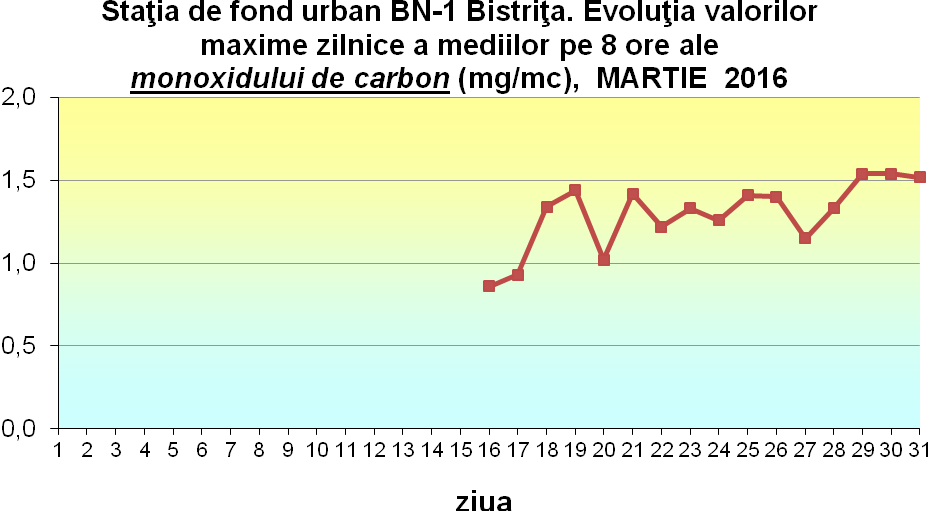 Staţia de fond urban BN-1 Bistriţa. Evoluţia valorilor
maxime zilnice a mediilor pe 8 ore ale
monoxidului de carbon (mg/mc),  MARTIE  2016
2,0
1,5
1,0
0,5
0,0
1 2 3 4 5 6 7 8 9 10 11 12 13 14 15 16 17 18 19 20 21 22 23 24 25 26 27 28 29 30 31
ziua